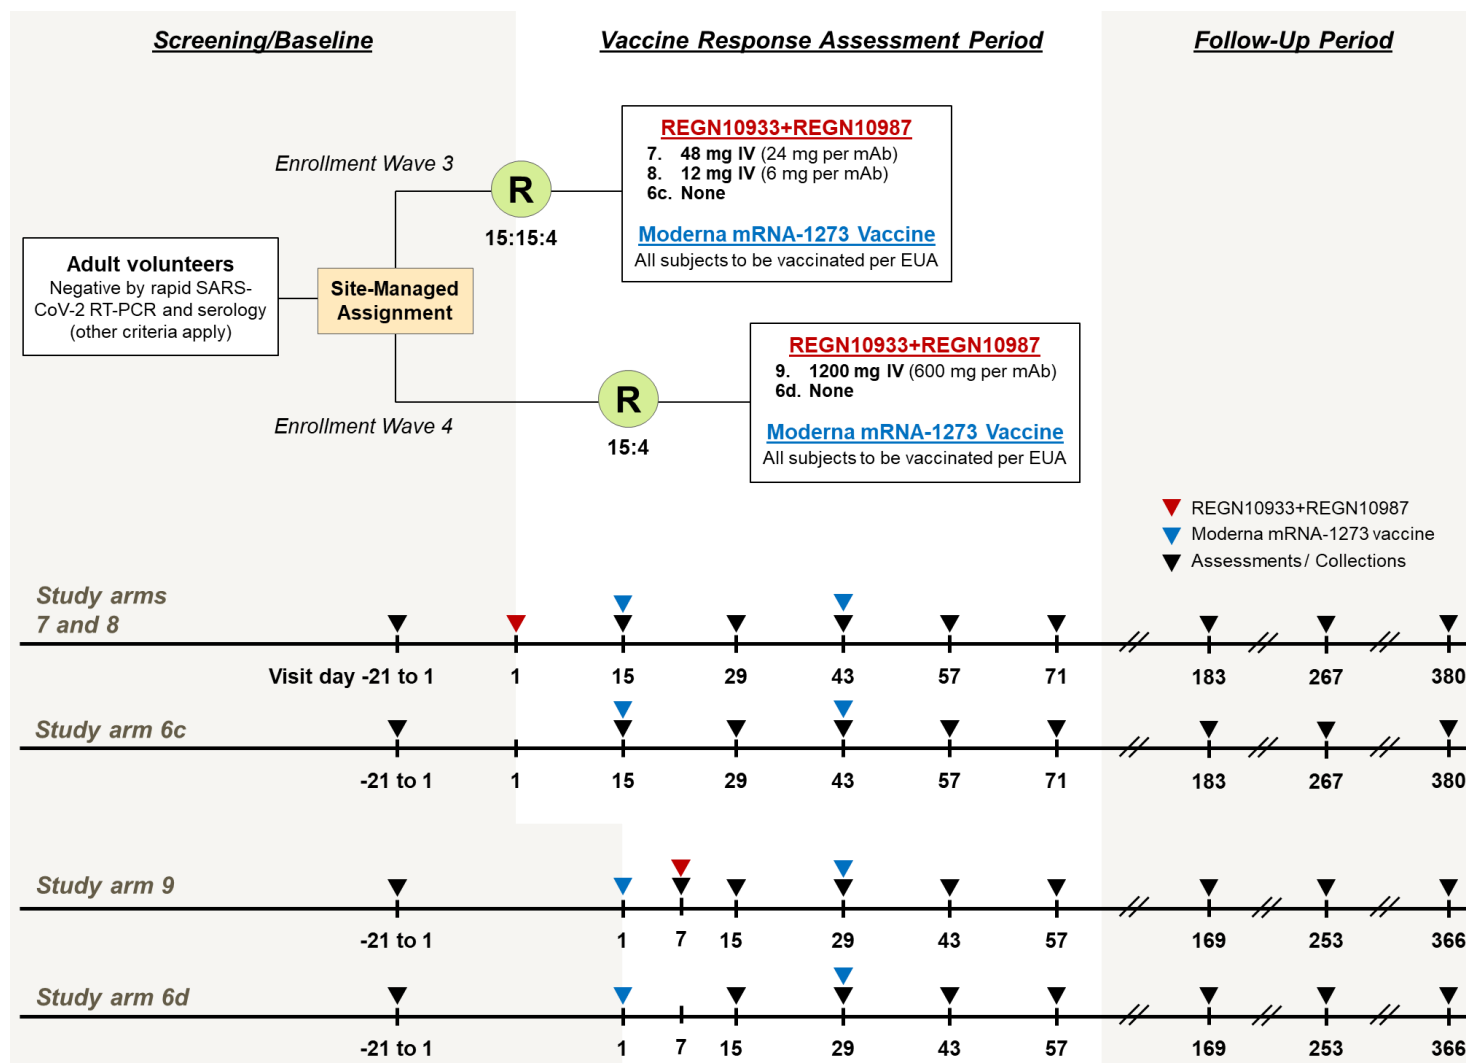 Screening/Baseline
Vaccine Response Assessment Period
Follow-Up Period
Enrollment Wave 3
R
15:15:4
REGN10933+REGN10987
7. 48 mg IV (24 mg per mAb)
8. 12 mg IV (6 mg per mAb)
6c. None
Moderna mRNA-1273 Vaccine
All subjects to be vaccinated per EUA
Adult volunteers
Negative by rapid SARS-
CoV-2 RT-PCR and serology
(other criteria apply)
Site-Managed
Assignment
Enrollment Wave 4
R
15:4
REGN10933+REGN10987
9. 1200 mg IV (600 mg per mAb)
6d. None
Moderna mRNA-1273 Vaccine
All subjects to be vaccinated per EUA
REGN10933+REGN10987
Moderna mRNA-1273 vaccine
Assessments / Collections
Study arms
7 and 8
Visit day -21 to 1 1 15 29 43 57 71 183 267 380
Study arm 6c
-21 to 1 1 15 29 43 57 71 183 267 380
Study arm 9
-21 to 1 1 7 15 29 43 57 169 253 366
Study arm 6d
-21 to 1 1 7 15 29 43 57 169 253 366